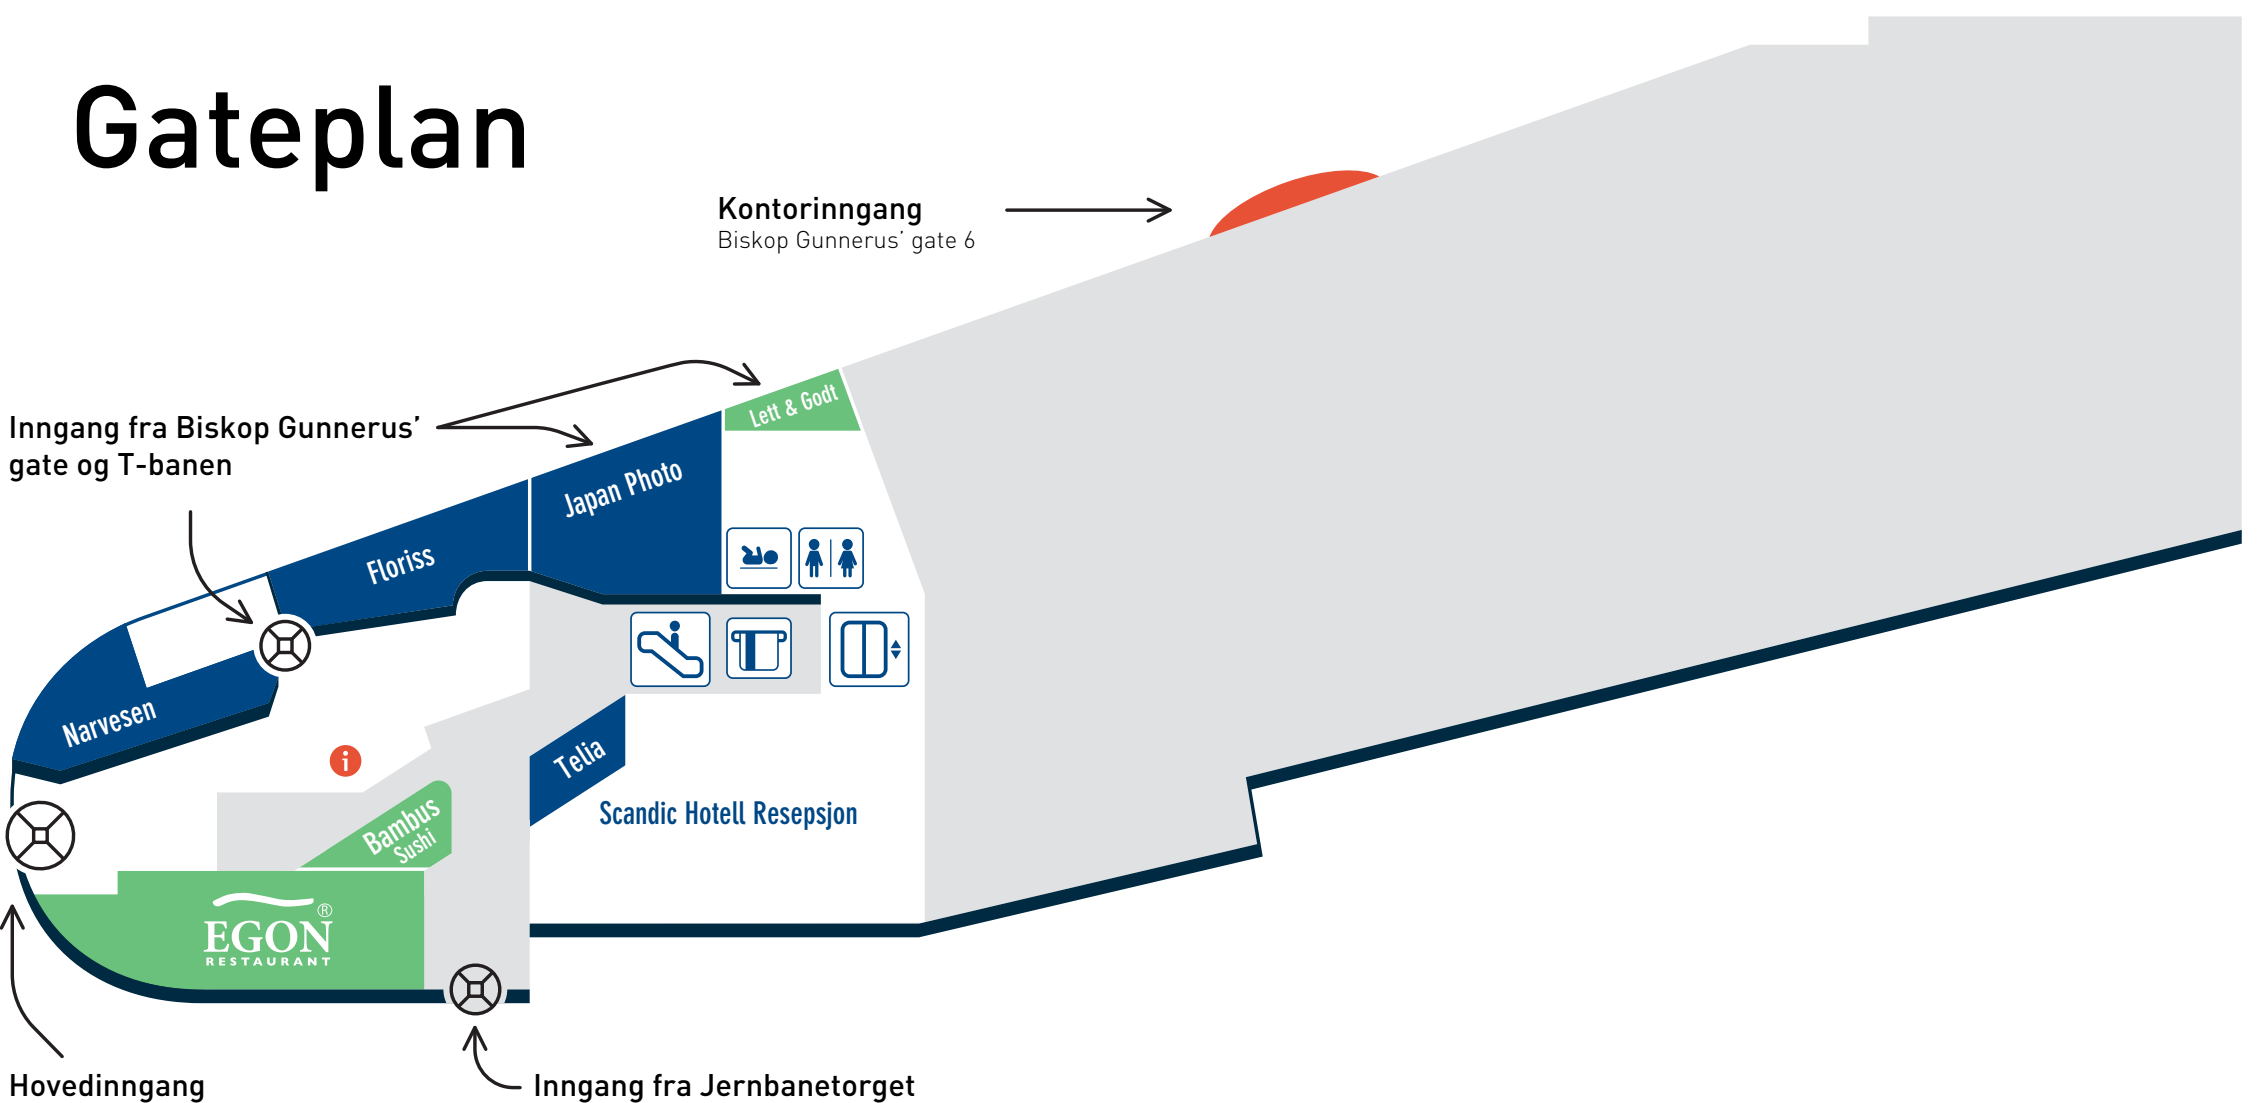 Gateplan
Kontorinngang
Biskop Gunnerus’ gate 6
Inngang fra Biskop Gunnerus’
gate og T-banen
Lett & Godt
Japan Photo
Floriss
Narvesen
i
Telia
Bambus
Sushi
Scandic Hotell Resepsjon
EGON®
RESTAURANT
Hovedinngang
Inngang fra Jernbanetorget